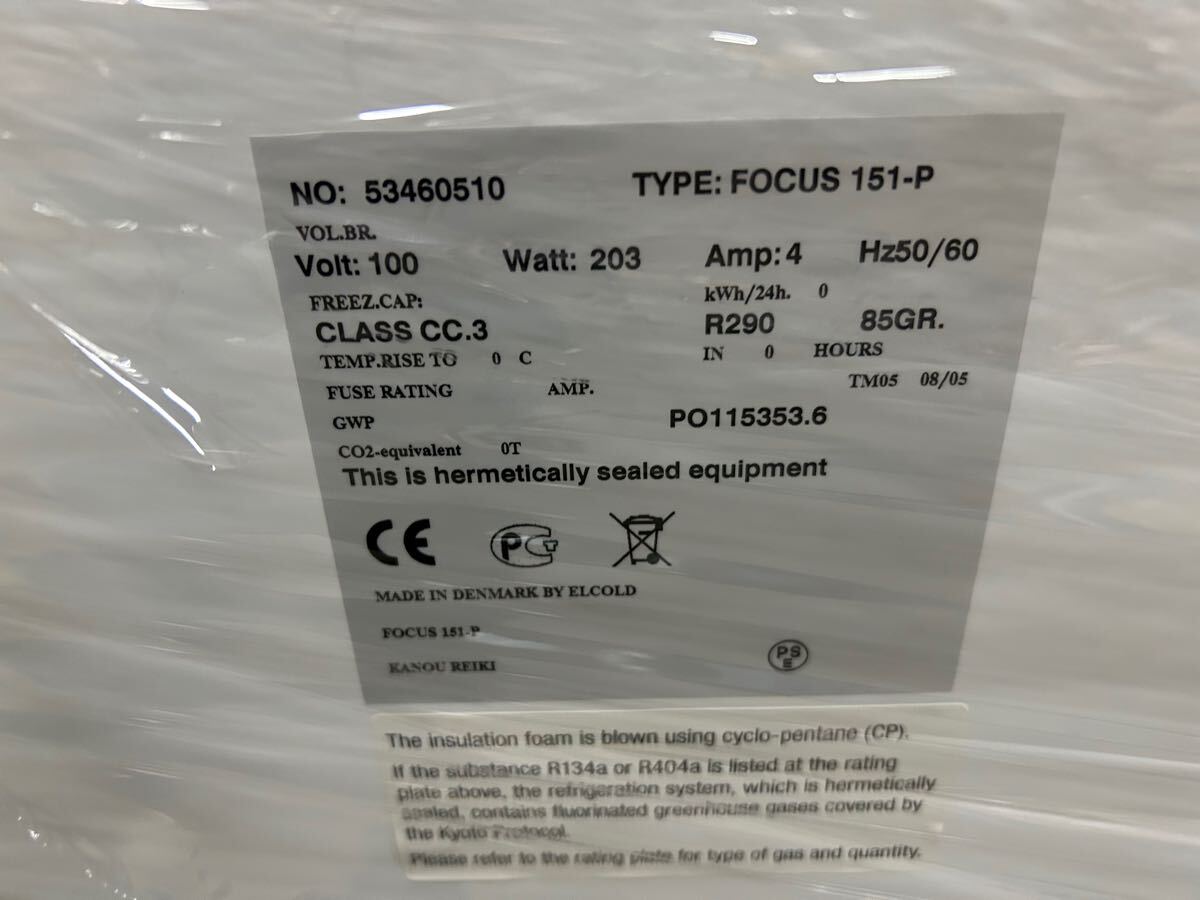 NO: 53460510 TYPE: FOCUS 151-P
VOL.BR.
Volt: 100 Watt: 203 Amp: 4 Hz50/60
FREEZ.CAP: kWh/24h. 0
CLASS CC.3 R290 85GR.
TEMP.RISE TO 0 C IN 0 HOURS
FUSE RATING AMP. TM05 08/05
GWP PO115353.6
CO2-equivalent 0T
This is hermetically sealed equipment
CE PCT
MADE IN DENMARK BY ELCOLD
FOCUS 151-P
KANOU REIKI
PSE
The insulation foam is blown using cyclo-pentane (CP).
If the substance R134a or R404a is listed at the rating
plate above, the refrigeration system, which is hermetically
sealed, contains fluorinated greenhouse gases covered by
the Kyoto Protocol.
Please refer to the rating plate for type of gas and quantity.